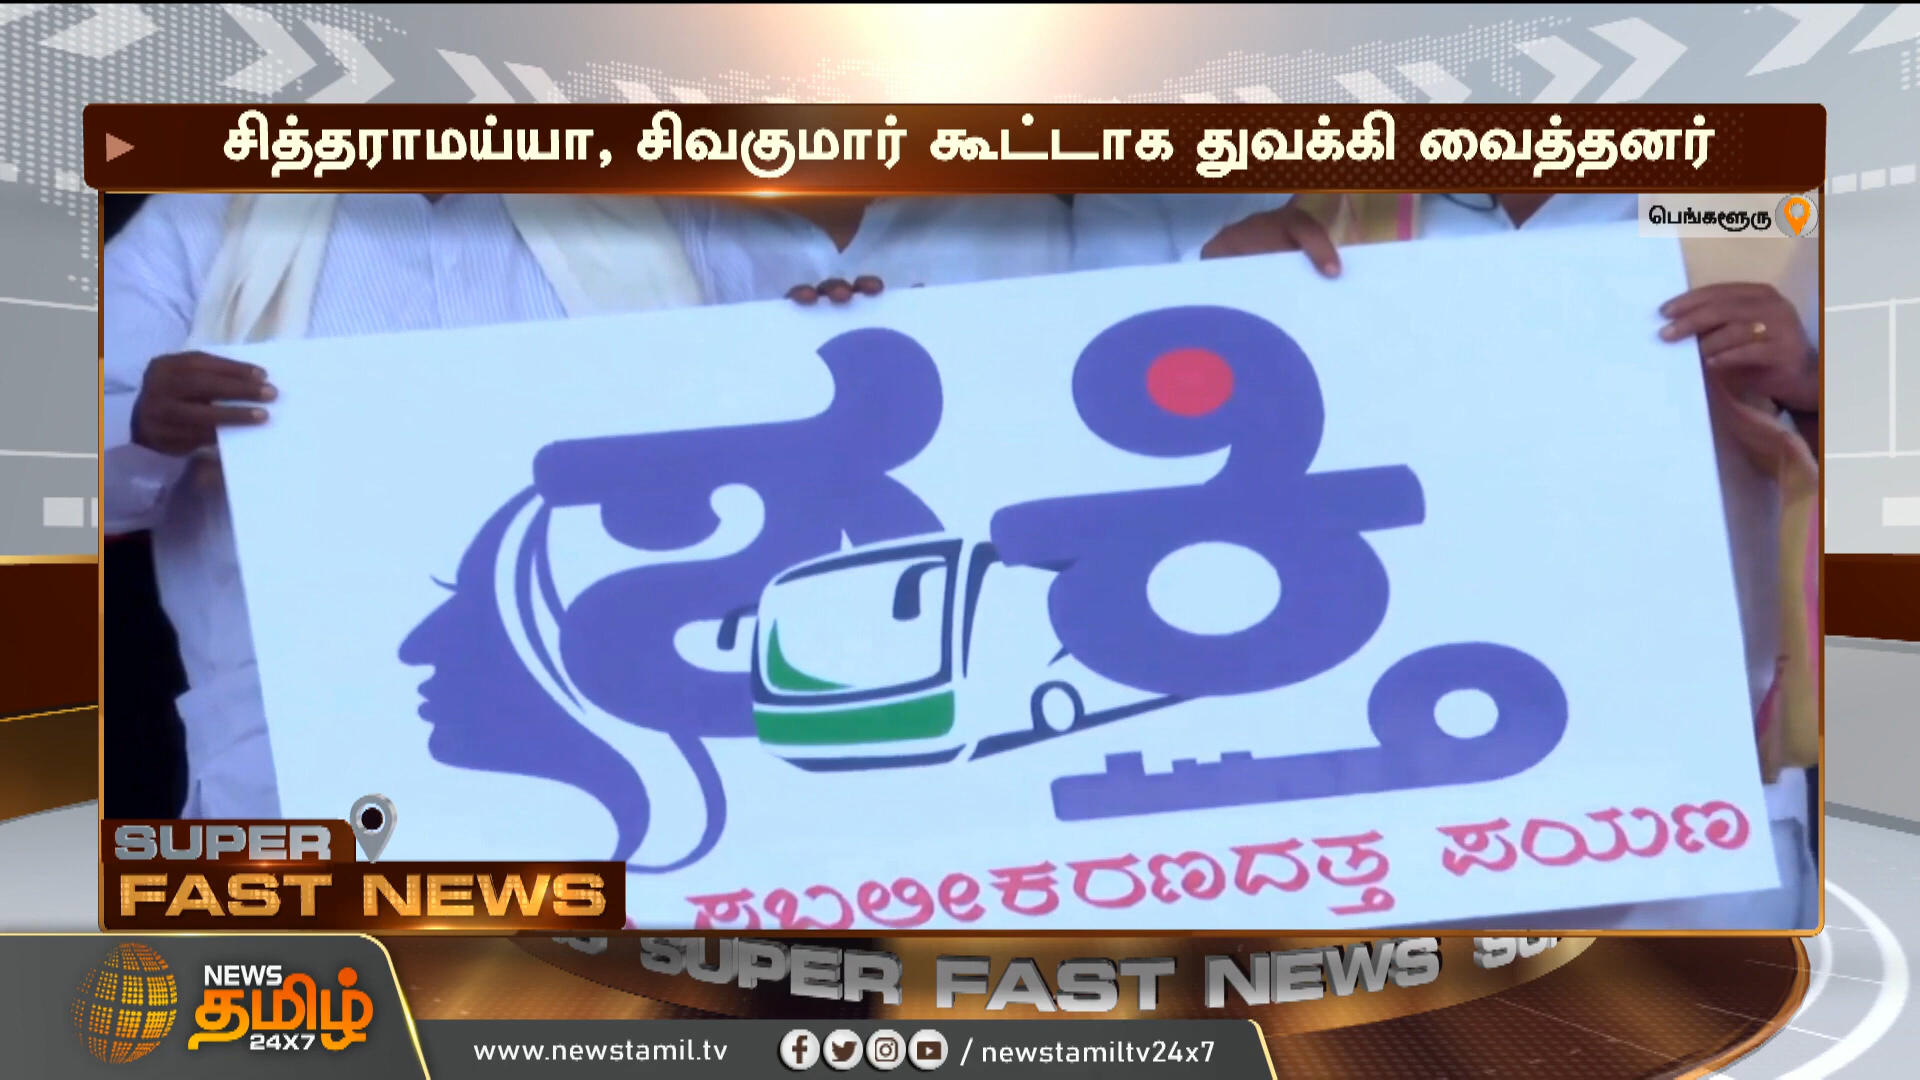 சித்தராமய்யா, சிவகுமார் கூட்டாக துவக்கி வைத்தனர்
பெங்களூரு
ಶಕ್ತಿ
ಸಬಲೀಕರಣದತ್ತ ಪಯಣ
SUPER
FAST NEWS
SUPER FAST NEWS
NEWS
தமிழ்
24X7
www.newstamil.tv
/ newstamiltv24x7